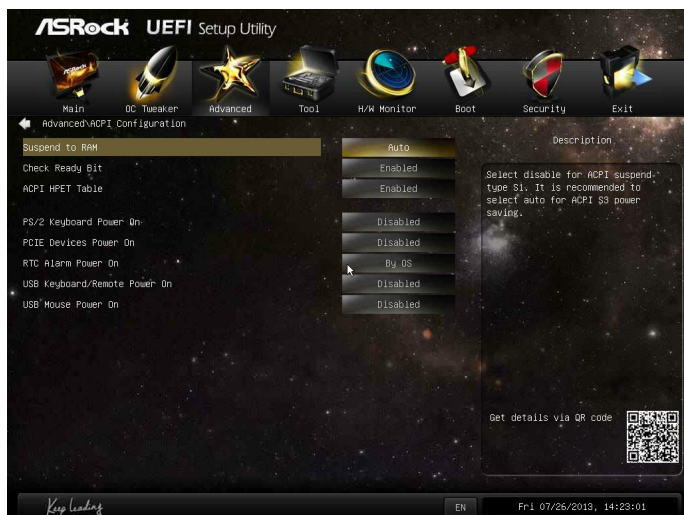 ASRock UEFI Setup Utility
Main OC Tweaker Advanced Tool H/W Monitor Boot Security Exit
Advanced\ACPI Configuration
Description
Suspend to RAM Auto
Check Ready Bit Enabled
ACPI HPET Table Enabled
PS/2 Keyboard Power On Disabled
PCIE Devices Power On Disabled
RTC Alarm Power On By OS
USB Keyboard/Remote Power On Disabled
USB Mouse Power On Disabled
Select disable for ACPI suspend
type S1. It is recommended to
select auto for ACPI S3 power
saving.
Get details via QR code
Keep Leading
EN
Fri 07/26/2013, 14:23:01